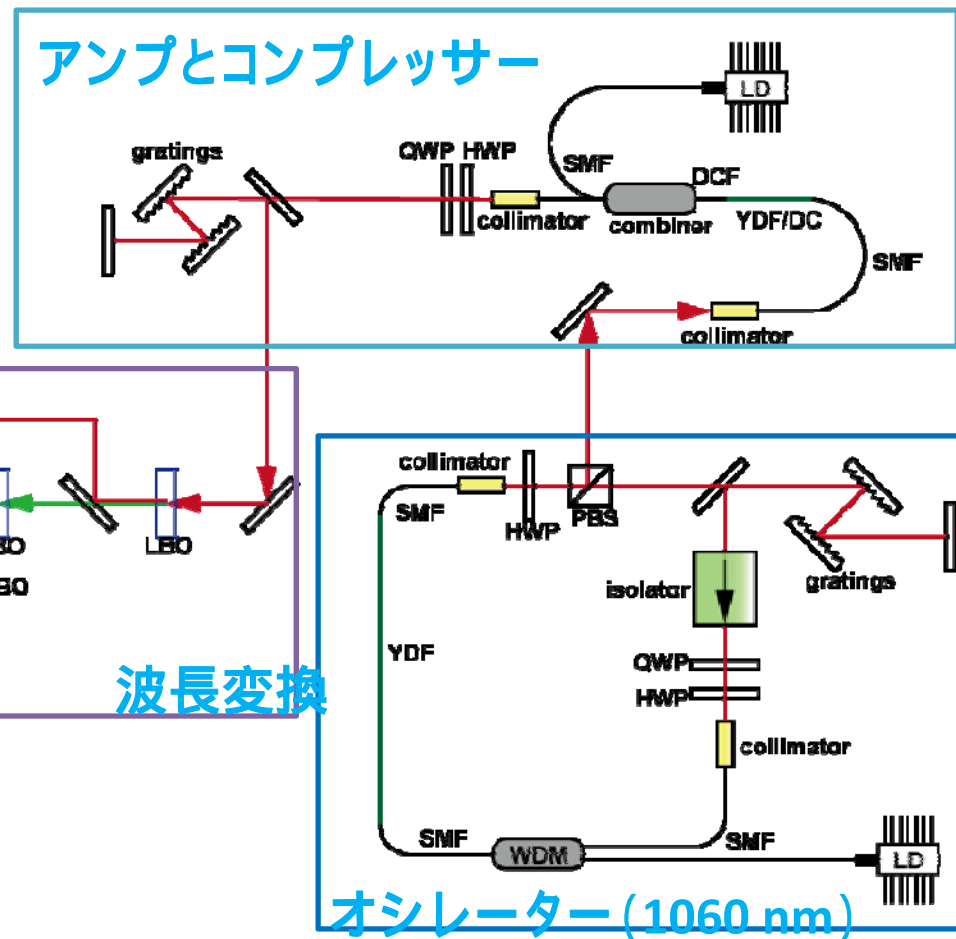 アンプとコンプレッサー
LD
gratings
QWP HWP
SMF
DCF
collimator
combiner
YDF/DC
SMF
collimator
collimator
SMF
HWP
PBS
LBO
isolator
gratings
YDF
QWP
HWP
波長変換
collimator
SMF
WDM
SMF
LD
オシレーター(1060 nm)